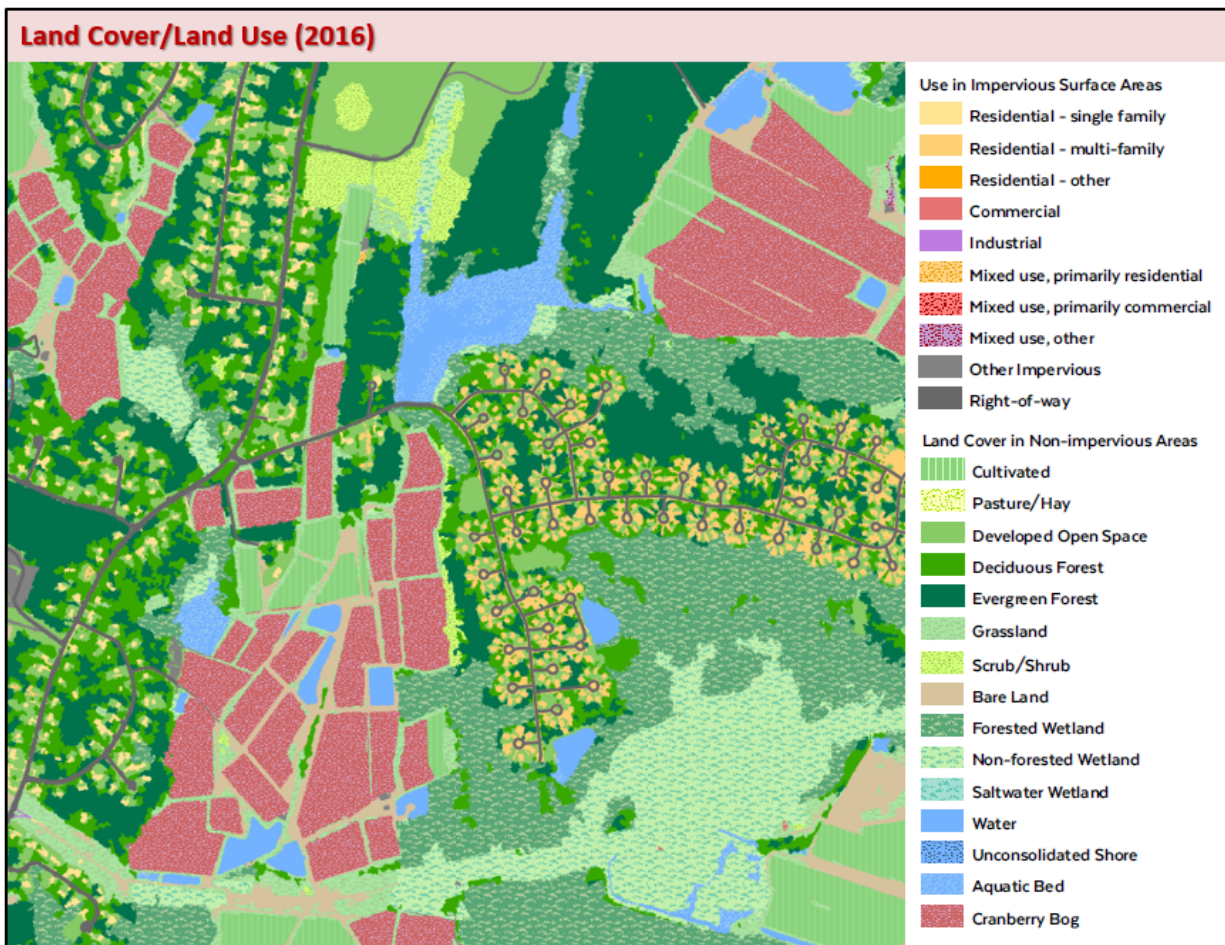 Land Cover/Land Use (2016)
Use in Impervious Surface Areas
Residential - single family
Residential - multi-family
Residential - other
Commercial
Industrial
Mixed use, primarily residential
Mixed use, primarily commercial
Mixed use, other
Other Impervious
Right-of-way
Land Cover in Non-impervious Areas
Cultivated
Pasture/Hay
Developed Open Space
Deciduous Forest
Evergreen Forest
Grassland
Scrub/Shrub
Bare Land
Forested Wetland
Non-forested Wetland
Saltwater Wetland
Water
Unconsolidated Shore
Aquatic Bed
Cranberry Bog